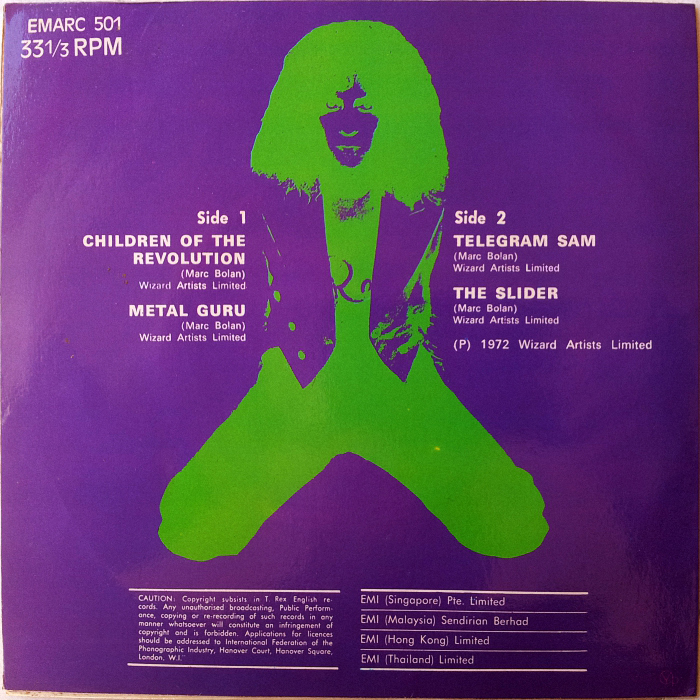 EMARC 501
33 1/3 RPM
Side 1
CHILDREN OF THE
REVOLUTION
(Marc Bolan)
Wizard Artists Limited
METAL GURU
(Marc Bolan)
Wizard Artists Limited
Side 2
TELEGRAM SAM
(Marc Bolan)
Wizard Artists Limited
THE SLIDER
(Marc Bolan)
Wizard Artists Limited
(P) 1972 Wizard Artists Limited
CAUTION: Copyright subsists in T. Rex English re-
cords. Any unauthorised broadcasting, Public Perform-
ance, copying or re-recording of such records in any
manner whatsoever will constitute an infringement of
copyright and is forbidden. Applications for licences
should be addressed to International Federation of the
Phonographic Industry, Hanover Court, Hanover Square,
London, W.I."
EMI (Singapore) Pte. Limited
EMI (Malaysia) Sendirian Berhad
EMI (Hong Kong) Limited
EMI (Thailand) Limited